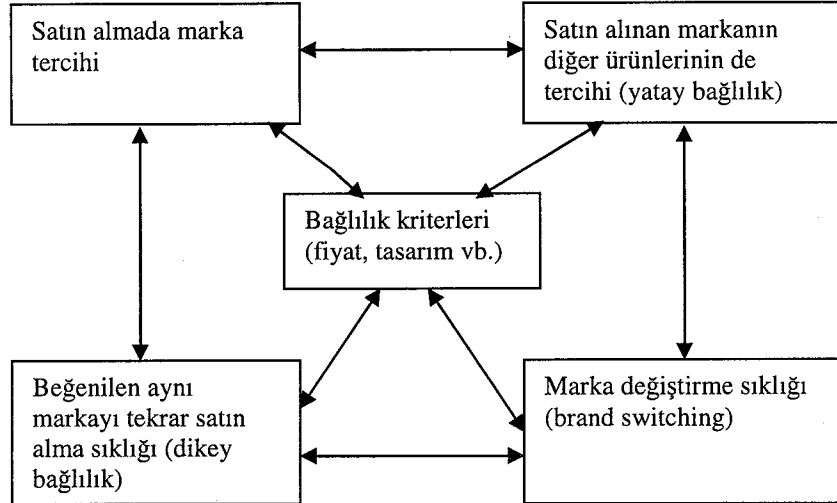 Satın almada marka
tercihi
Satın alınan markanın
diğer ürünlerinin de
tercihi (yatay bağlılık)
Bağlılık kriterleri
(fiyat, tasarım vb.)
Beğenilen aynı
markayı tekrar satın
alma sıklığı (dikey
bağlılık)
Marka değiştirme sıklığı
(brand switching)